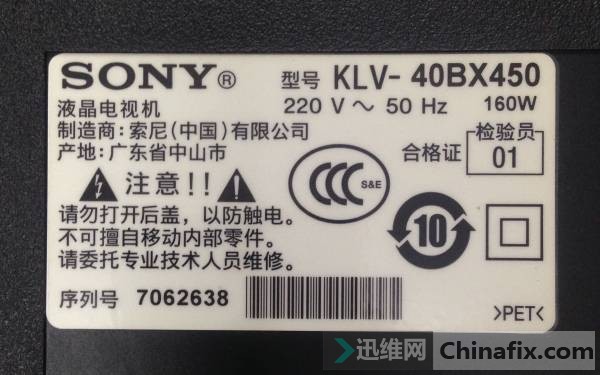 SONY® 型号 KLV- 40BX450
液晶电视机 220 V ～ 50 Hz 160W
制造商: 索尼(中国)有限公司
产地: 广东省中山市
合格证 检验员 01
注意!!
CCC S&E
请勿打开后盖, 以防触电。
不可擅自移动内部零件。
请委托专业技术人员维修。
10
序列号 7062638
>PET<
迅维网 Chinafix.com